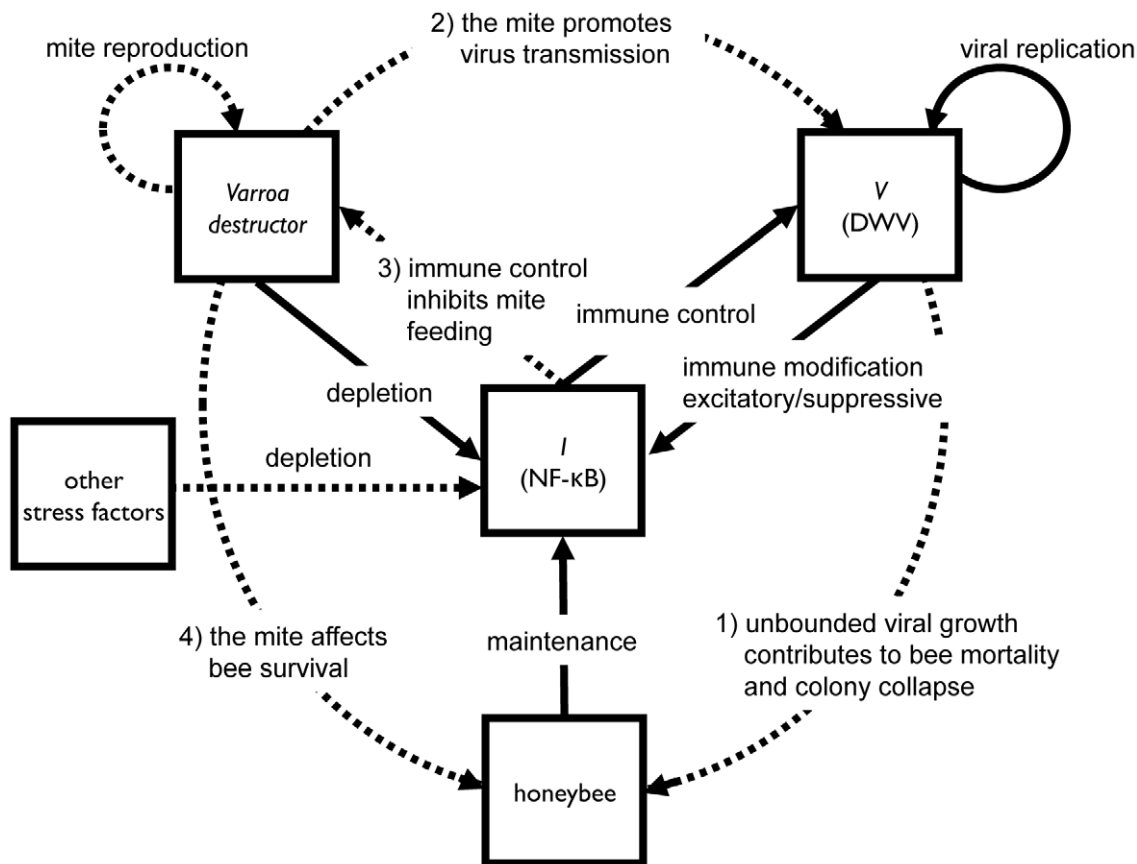 2) the mite promotes
virus transmission
mite reproduction
viral replication
Varroa
destructor
V
(DWV)
3) immune control
inhibits mite
feeding
immune control
immune modification
excitatory/suppressive
depletion
depletion
other
stress factors
I
(NF-κB)
4) the mite affects
bee survival
maintenance
1) unbounded viral growth
contributes to bee mortality
and colony collapse
honeybee